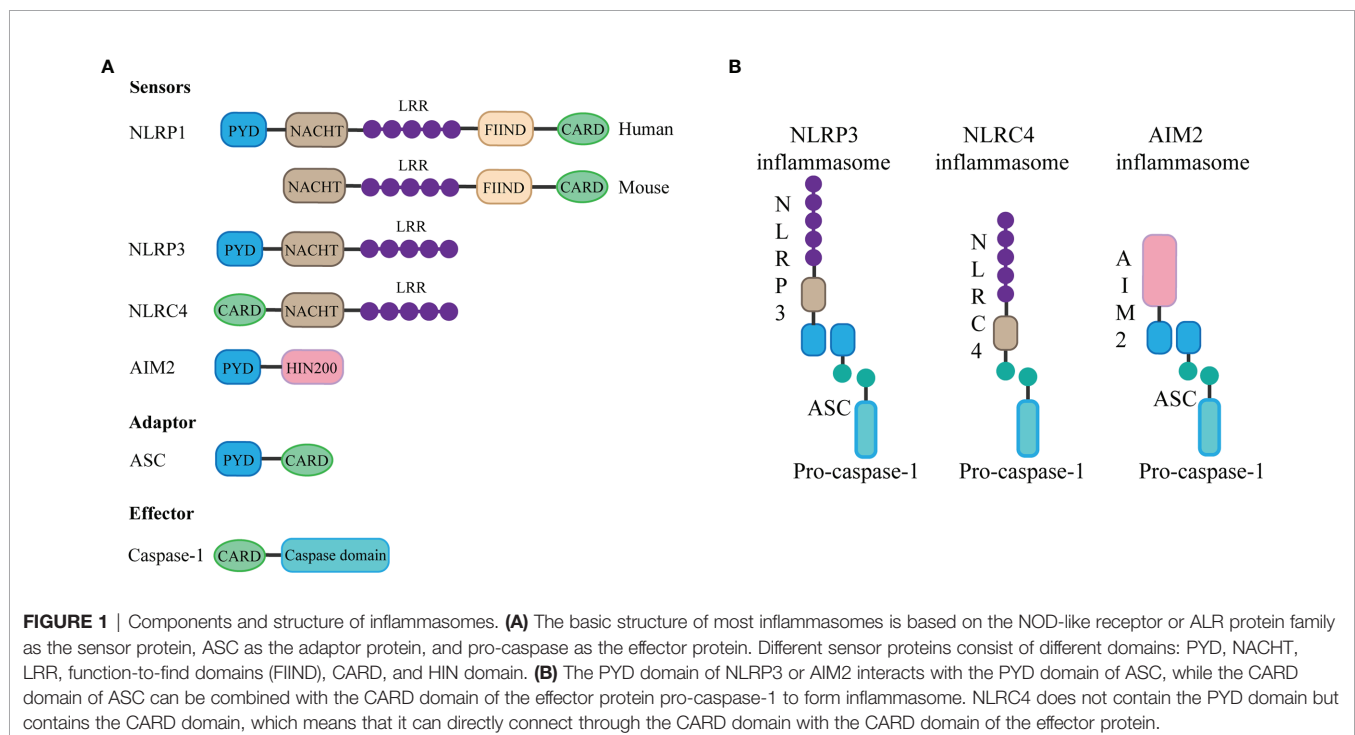 A
Sensors
LRR
NLRP1 PYD NACHT FIIND CARD Human
LRR
NACHT FIIND CARD Mouse
LRR
NLRP3 PYD NACHT
LRR
NLRC4 CARD NACHT
AIM2 PYD HIN200
Adaptor
ASC PYD CARD
Effector
Caspase-1 CARD Caspase domain
B
NLRP3
inflammasome
N
L
R
P
3
ASC
Pro-caspase-1
NLRC4
inflammasome
N
L
R
C
4
Pro-caspase-1
AIM2
inflammasome
A
I
M
2
ASC
Pro-caspase-1
FIGURE 1 | Components and structure of inflammasomes. (A) The basic structure of most inflammasomes is based on the NOD-like receptor or ALR protein family
as the sensor protein, ASC as the adaptor protein, and pro-caspase as the effector protein. Different sensor proteins consist of different domains: PYD, NACHT,
LRR, function-to-find domains (FIIND), CARD, and HIN domain. (B) The PYD domain of NLRP3 or AIM2 interacts with the PYD domain of ASC, while the CARD
domain of ASC can be combined with the CARD domain of the effector protein pro-caspase-1 to form inflammasome. NLRC4 does not contain the PYD domain but
contains the CARD domain, which means that it can directly connect through the CARD domain with the CARD domain of the effector protein.